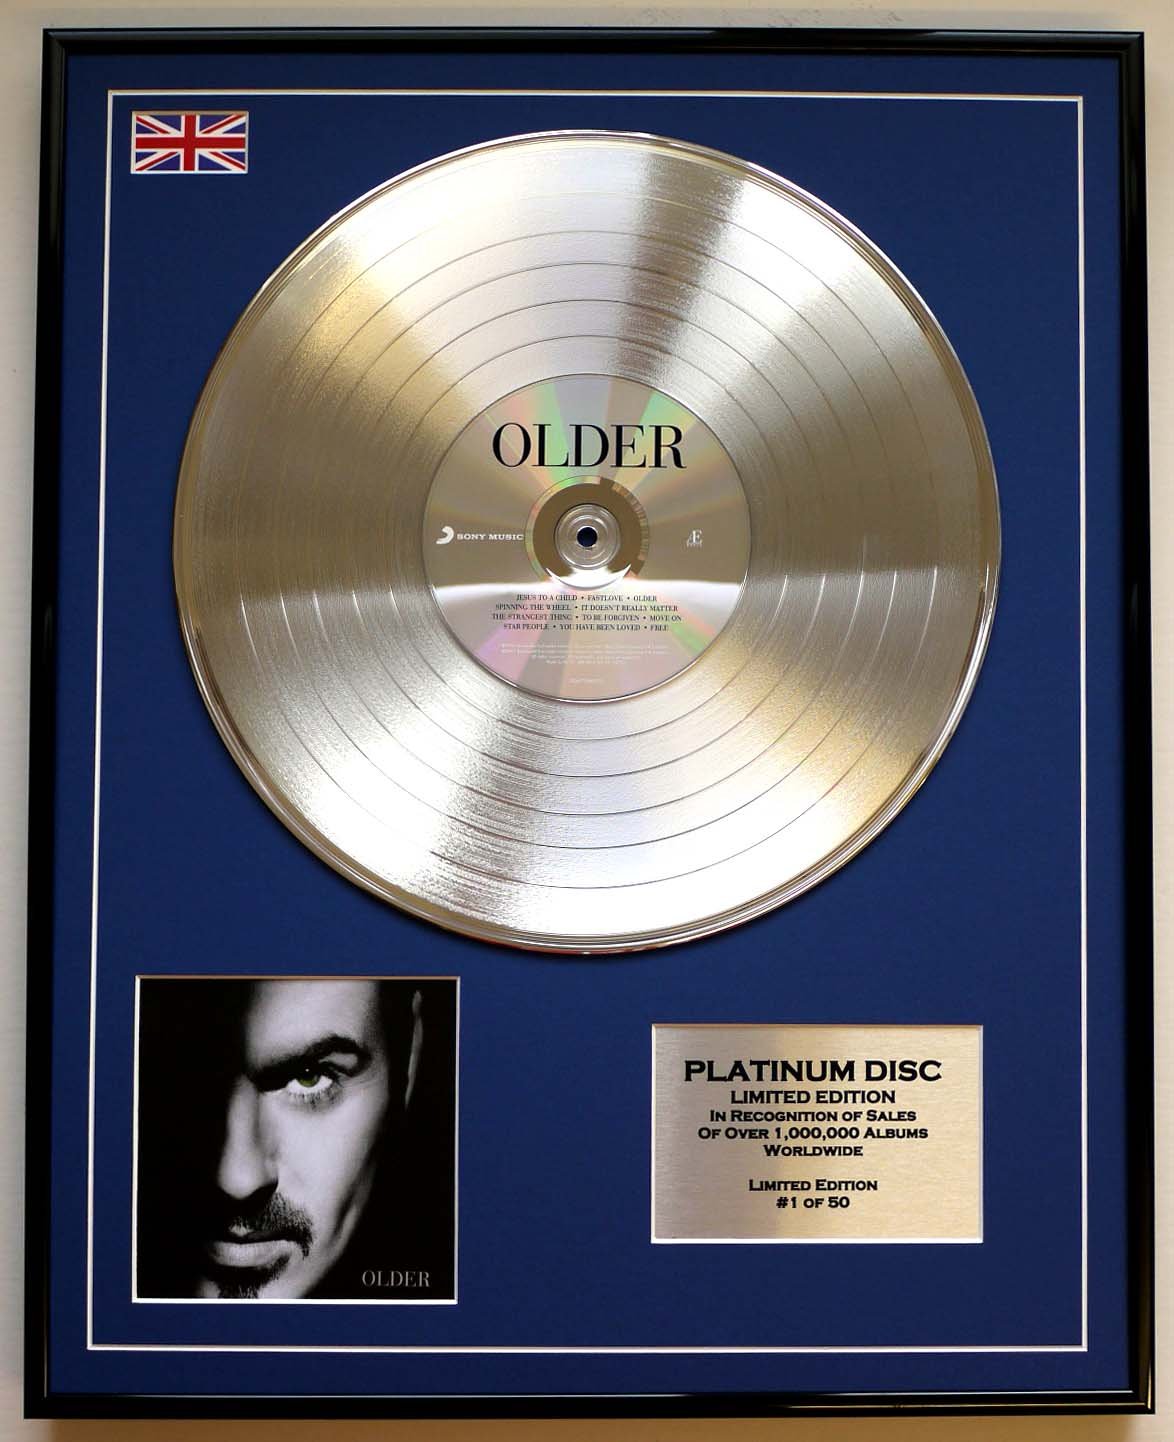 OLDER
SONY MUSIC
Æ
JESUS TO A CHILD • FASTLOVE • OLDER
SPINNING THE WHEEL • IT DOESN'T REALLY MATTER
THE STRANGEST THING • TO BE FORGIVEN • MOVE ON
STAR PEOPLE • YOU HAVE BEEN LOVED • FREE
OLDER
PLATINUM DISC
LIMITED EDITION
IN RECOGNITION OF SALES
OF OVER 1,000,000 ALBUMS
WORLDWIDE
LIMITED EDITION
#1 OF 50